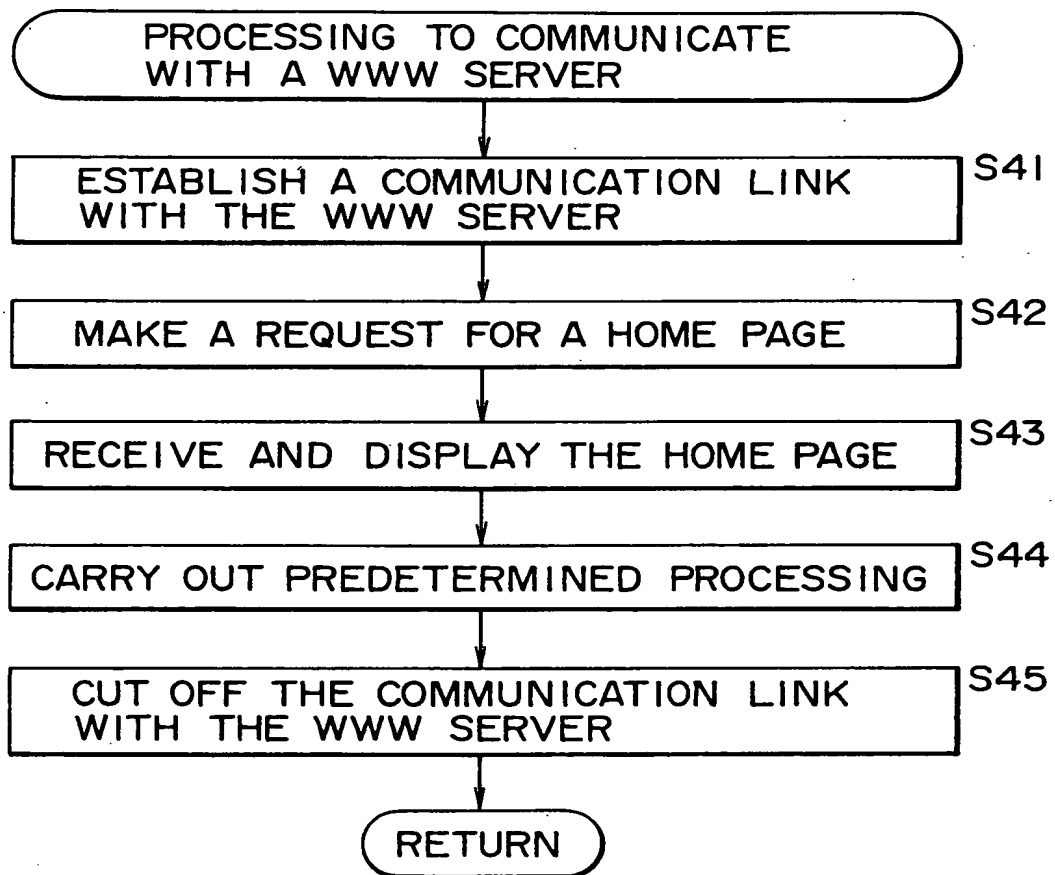 PROCESSING TO COMMUNICATE
WITH A WWW SERVER
ESTABLISH A COMMUNICATION LINK
WITH THE WWW SERVER
S41
MAKE A REQUEST FOR A HOME PAGE
S42
RECEIVE AND DISPLAY THE HOME PAGE
S43
CARRY OUT PREDETERMINED PROCESSING
S44
CUT OFF THE COMMUNICATION LINK
WITH THE WWW SERVER
S45
RETURN